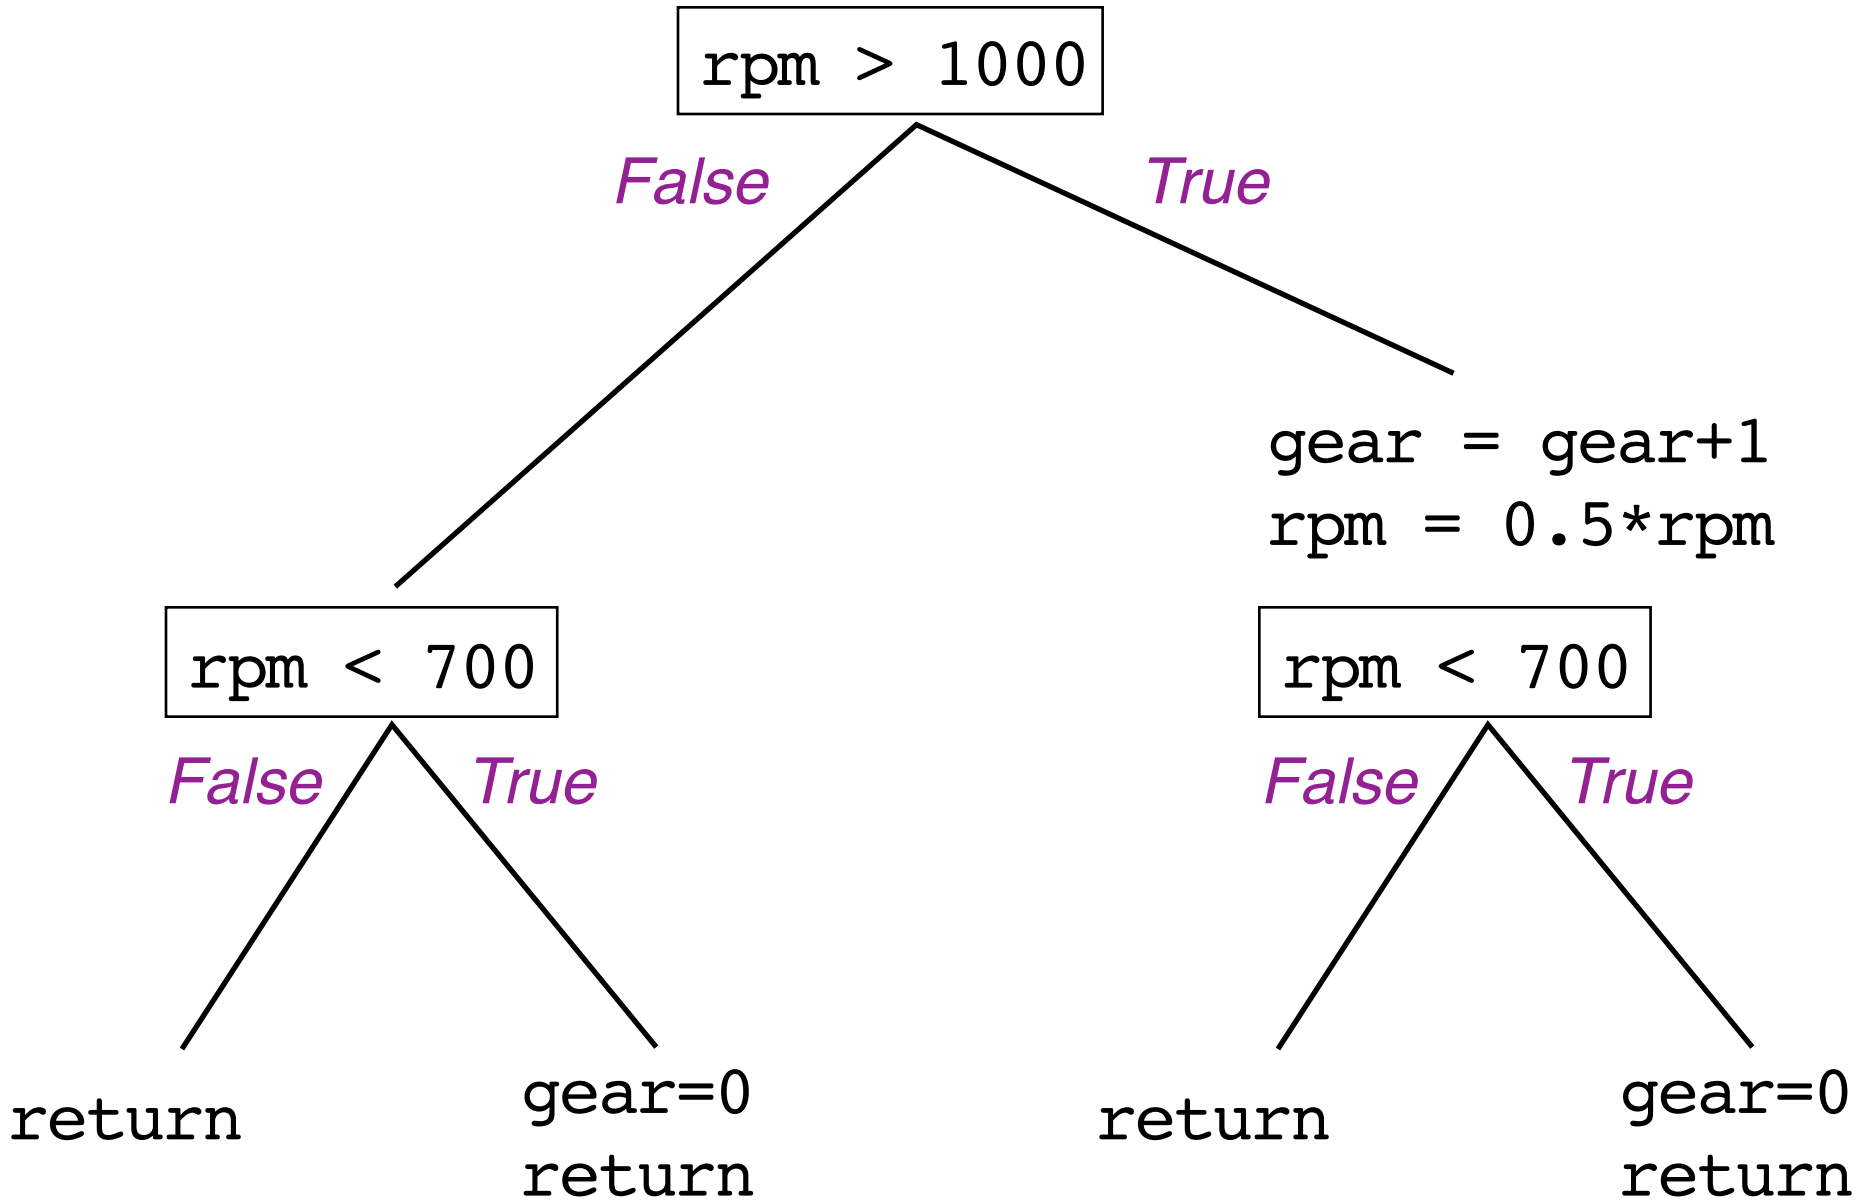 rpm > 1000
False
True
gear = gear+1
rpm = 0.5*rpm
rpm < 700
rpm < 700
False
True
False
True
return
gear=0
return
return
gear=0
return